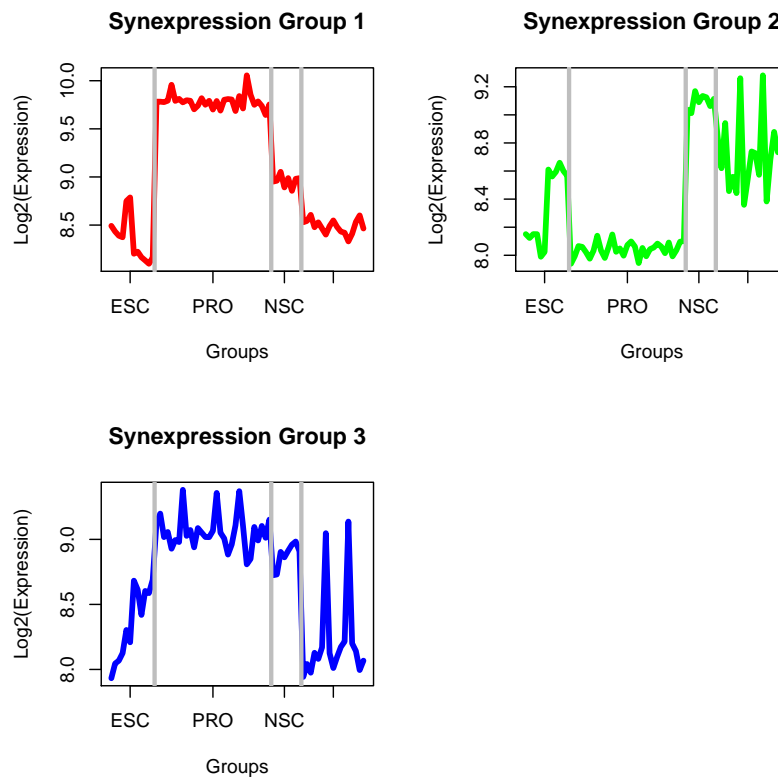 Synexpression Group 1
Log2(Expression)
10.0
9.5
9.0
8.5
ESC PRO NSC
Groups
Synexpression Group 2
Log2(Expression)
9.2
8.8
8.4
8.0
ESC PRO NSC
Groups
Synexpression Group 3
Log2(Expression)
9.0
8.5
8.0
ESC PRO NSC
Groups